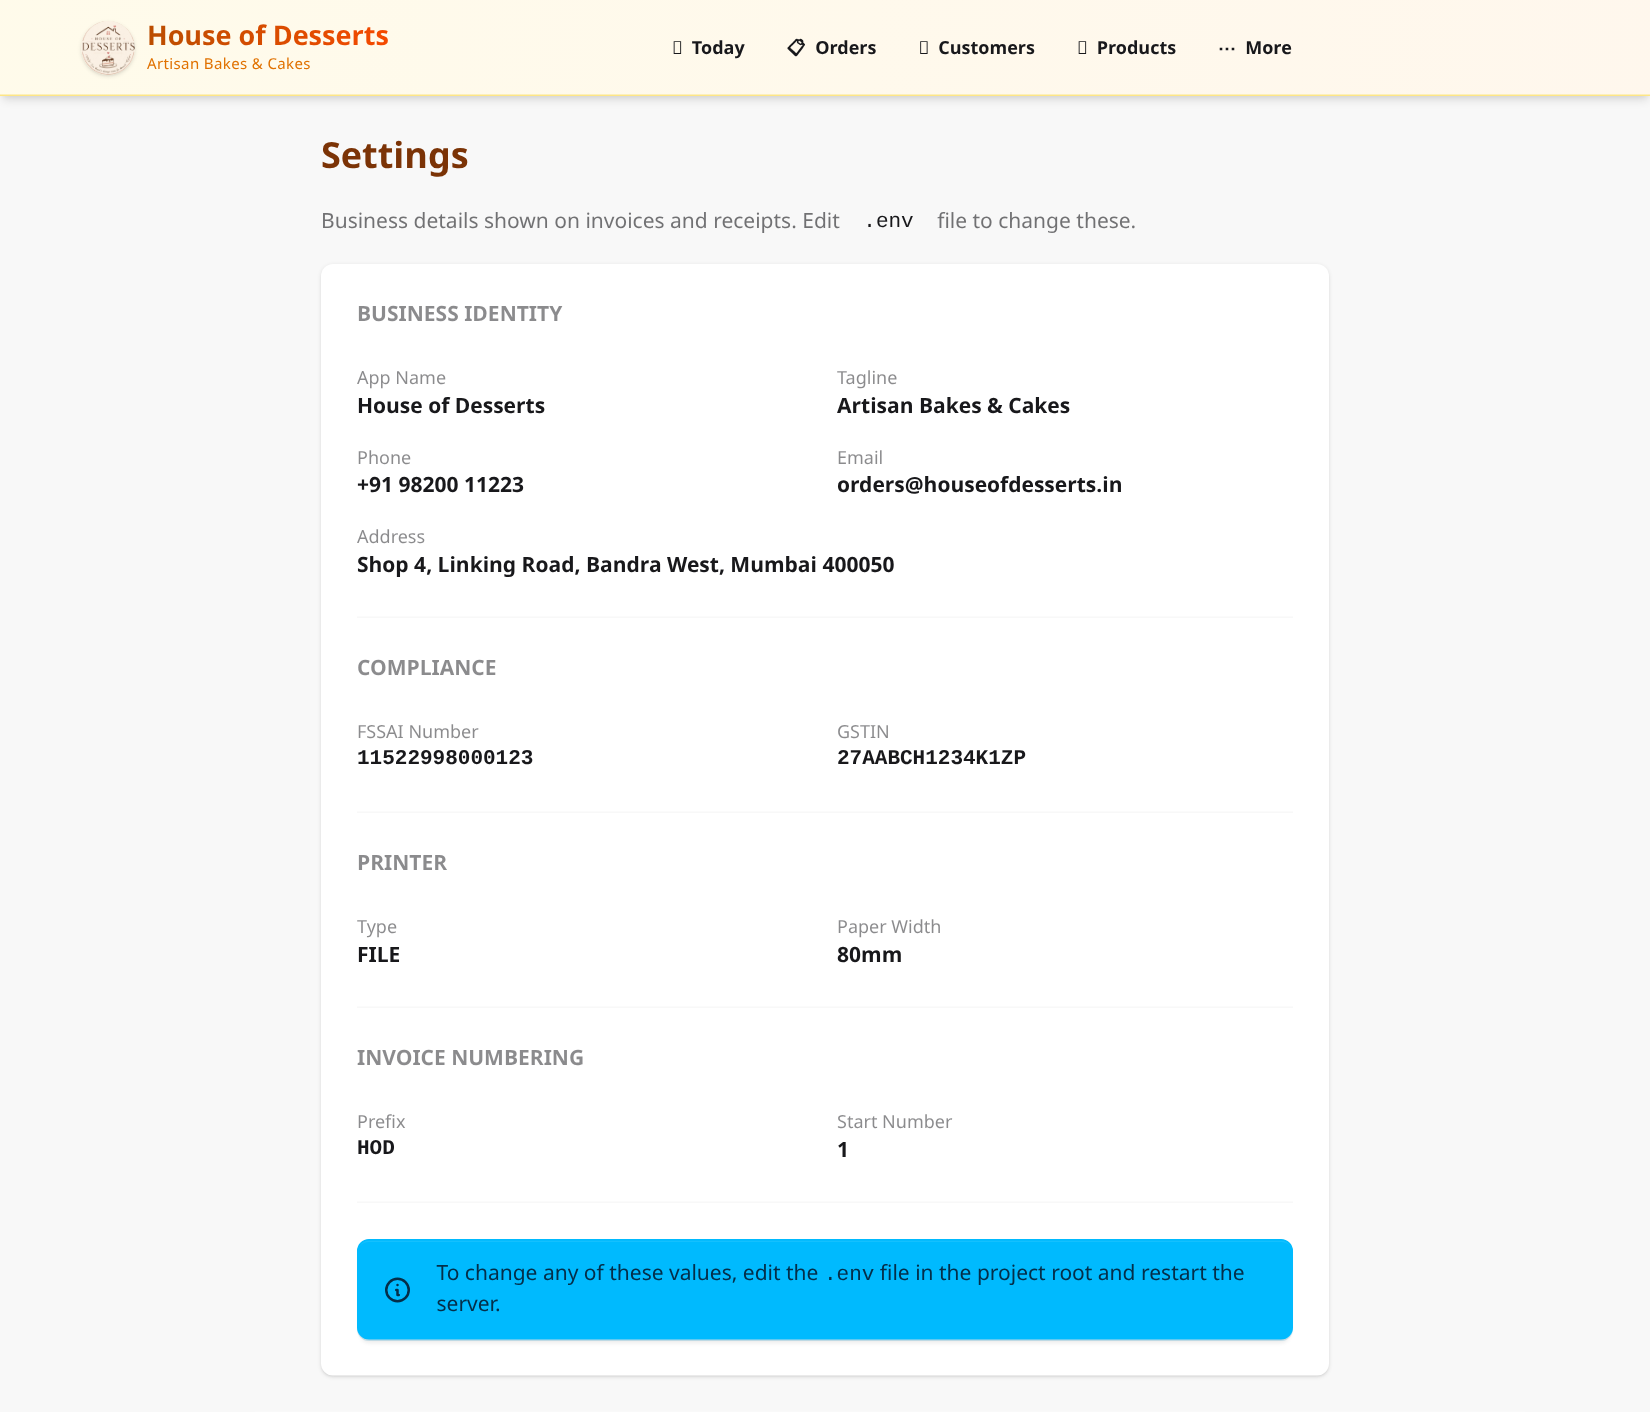 DESSERTS
House of Desserts
Artisan Bakes & Cakes
Today
Orders
Customers
Products
More
Settings
Business details shown on invoices and receipts. Edit .env file to change these.
BUSINESS IDENTITY
App Name
House of Desserts
Tagline
Artisan Bakes & Cakes
Phone
+91 98200 11223
Email
orders@houseofdesserts.in
Address
Shop 4, Linking Road, Bandra West, Mumbai 400050
COMPLIANCE
FSSAI Number
11522998000123
GSTIN
27AABCH1234K1ZP
PRINTER
Type
FILE
Paper Width
80mm
INVOICE NUMBERING
Prefix
HOD
Start Number
1
To change any of these values, edit the .env file in the project root and restart the
server.